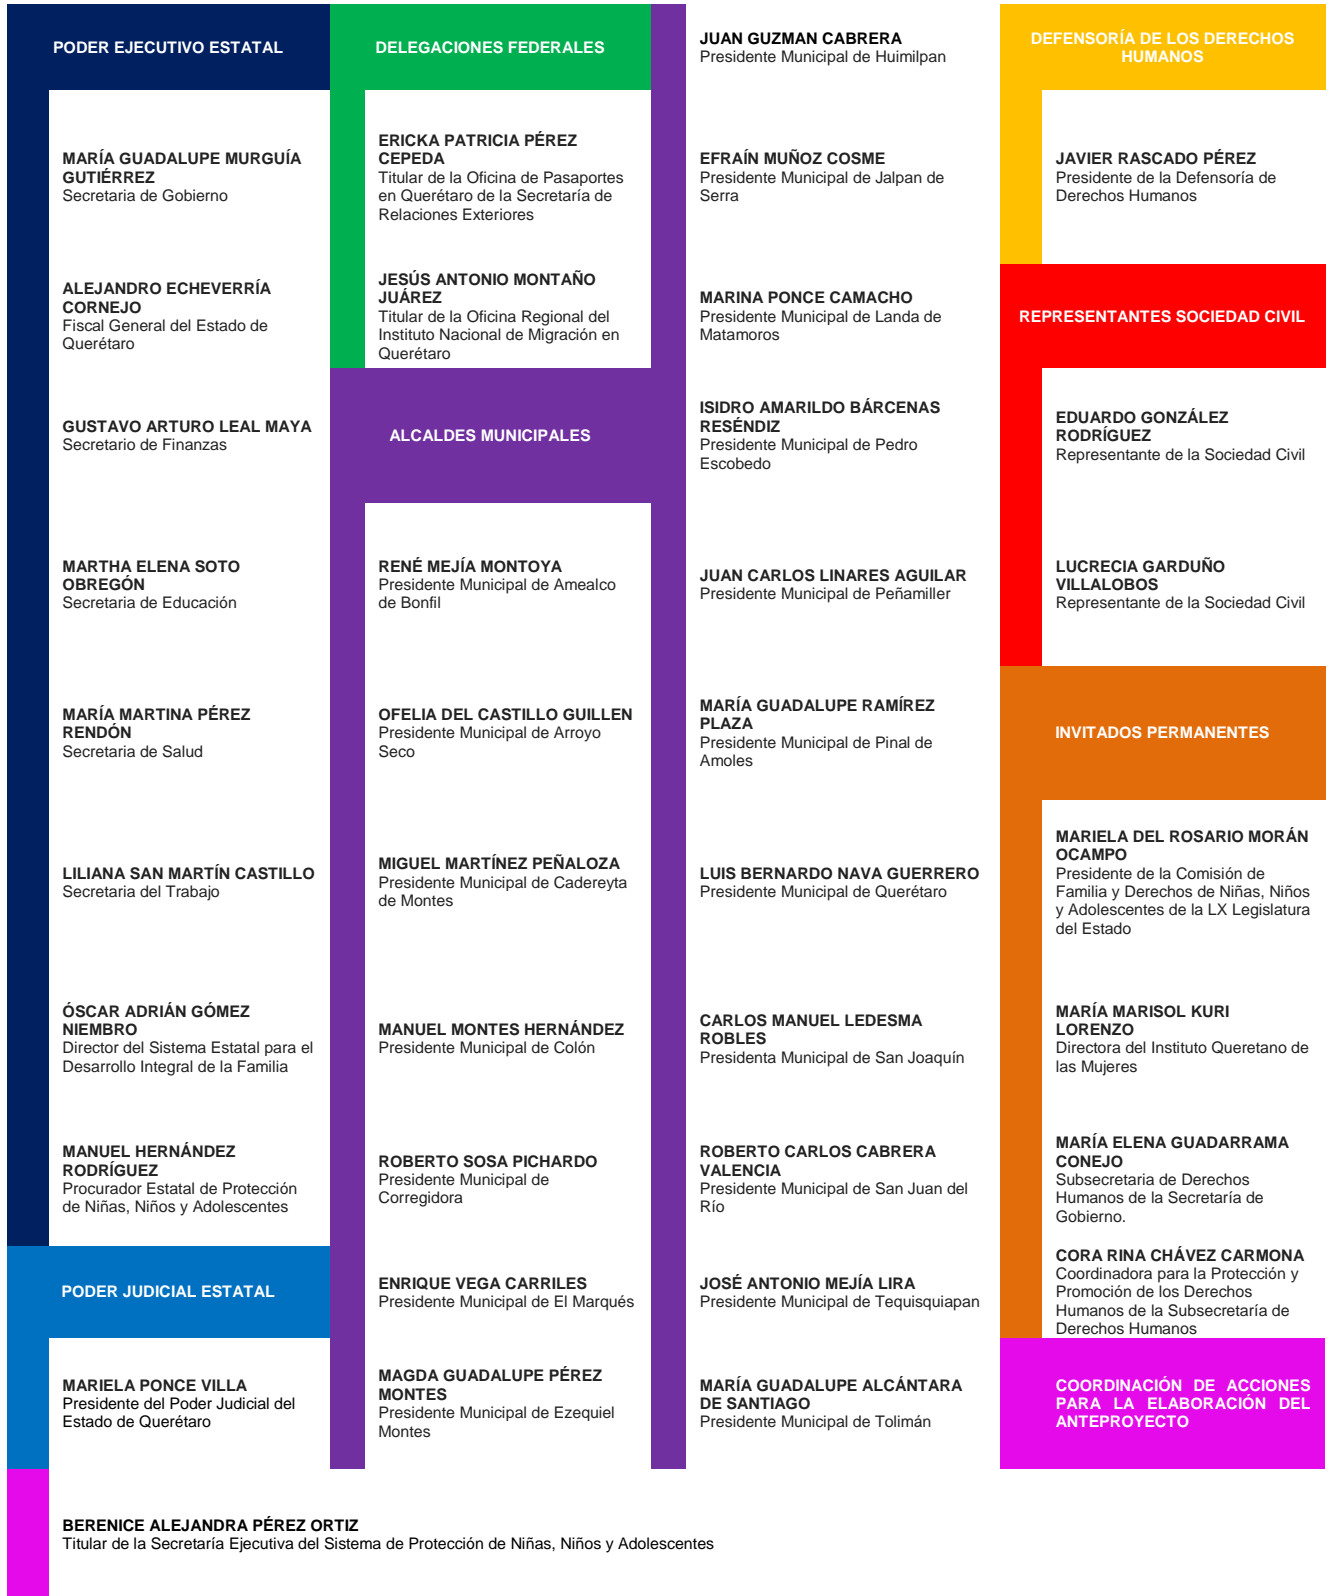 PODER EJECUTIVO ESTATAL
MARÍA GUADALUPE MURGUÍA
GUTIÉRREZ
Secretaria de Gobierno
ALEJANDRO ECHEVERRÍA
CORNEJO
Fiscal General del Estado de
Querétaro
GUSTAVO ARTURO LEAL MAYA
Secretario de Finanzas
MARTHA ELENA SOTO
OBREGÓN
Secretaria de Educación
MARÍA MARTINA PÉREZ
RENDÓN
Secretaria de Salud
LILIANA SAN MARTÍN CASTILLO
Secretaria del Trabajo
ÓSCAR ADRIÁN GÓMEZ
NIEMBRO
Director del Sistema Estatal para el
Desarrollo Integral de la Familia
MANUEL HERNÁNDEZ
RODRÍGUEZ
Procurador Estatal de Protección
de Niñas, Niños y Adolescentes
PODER JUDICIAL ESTATAL
MARIELA PONCE VILLA
Presidente del Poder Judicial del
Estado de Querétaro
DELEGACIONES FEDERALES
ERICKA PATRICIA PÉREZ
CEPEDA
Titular de la Oficina de Pasaportes
en Querétaro de la Secretaría de
Relaciones Exteriores
JESÚS ANTONIO MONTAÑO
JUÁREZ
Titular de la Oficina Regional del
Instituto Nacional de Migración en
Querétaro
ALCALDES MUNICIPALES
RENÉ MEJÍA MONTOYA
Presidente Municipal de Amealco
de Bonfil
OFELIA DEL CASTILLO GUILLEN
Presidente Municipal de Arroyo
Seco
MIGUEL MARTÍNEZ PEÑALOZA
Presidente Municipal de Cadereyta
de Montes
MANUEL MONTES HERNÁNDEZ
Presidente Municipal de Colón
ROBERTO SOSA PICHARDO
Presidente Municipal de
Corregidora
ENRIQUE VEGA CARRILES
Presidente Municipal de El Marqués
MAGDA GUADALUPE PÉREZ
MONTES
Presidente Municipal de Ezequiel
Montes
JUAN GUZMAN CABRERA
Presidente Municipal de Huimilpan
EFRAÍN MUÑOZ COSME
Presidente Municipal de Jalpan de
Serra
MARINA PONCE CAMACHO
Presidente Municipal de Landa de
Matamoros
ISIDRO AMARILDO BÁRCENAS
RESÉNDIZ
Presidente Municipal de Pedro
Escobedo
JUAN CARLOS LINARES AGUILAR
Presidente Municipal de Peñamiller
MARÍA GUADALUPE RAMÍREZ
PLAZA
Presidente Municipal de Pinal de
Amoles
LUIS BERNARDO NAVA GUERRERO
Presidente Municipal de Querétaro
CARLOS MANUEL LEDESMA
ROBLES
Presidenta Municipal de San Joaquín
ROBERTO CARLOS CABRERA
VALENCIA
Presidente Municipal de San Juan del
Río
JOSÉ ANTONIO MEJÍA LIRA
Presidente Municipal de Tequisquiapan
MARÍA GUADALUPE ALCÁNTARA
DE SANTIAGO
Presidente Municipal de Tolimán
DEFENSORÍA DE LOS DERECHOS
HUMANOS
JAVIER RASCADO PÉREZ
Presidente de la Defensoría de
Derechos Humanos
REPRESENTANTES SOCIEDAD CIVIL
EDUARDO GONZÁLEZ
RODRÍGUEZ
Representante de la Sociedad Civil
LUCRECIA GARDUÑO
VILLALOBOS
Representante de la Sociedad Civil
INVITADOS PERMANENTES
MARIELA DEL ROSARIO MORÁN
OCAMPO
Presidente de la Comisión de
Familia y Derechos de Niñas, Niños
y Adolescentes de la LX Legislatura
del Estado
MARÍA MARISOL KURI
LORENZO
Directora del Instituto Queretano de
las Mujeres
MARÍA ELENA GUADARRAMA
CONEJO
Subsecretaria de Derechos
Humanos de la Secretaría de
Gobierno.
CORA RINA CHÁVEZ CARMONA
Coordinadora para la Protección y
Promoción de los Derechos
Humanos de la Subsecretaría de
Derechos Humanos
COORDINACIÓN DE ACCIONES
PARA LA ELABORACIÓN DEL
ANTEPROYECTO
BERENICE ALEJANDRA PÉREZ ORTIZ
Titular de la Secretaría Ejecutiva del Sistema de Protección de Niñas, Niños y Adolescentes